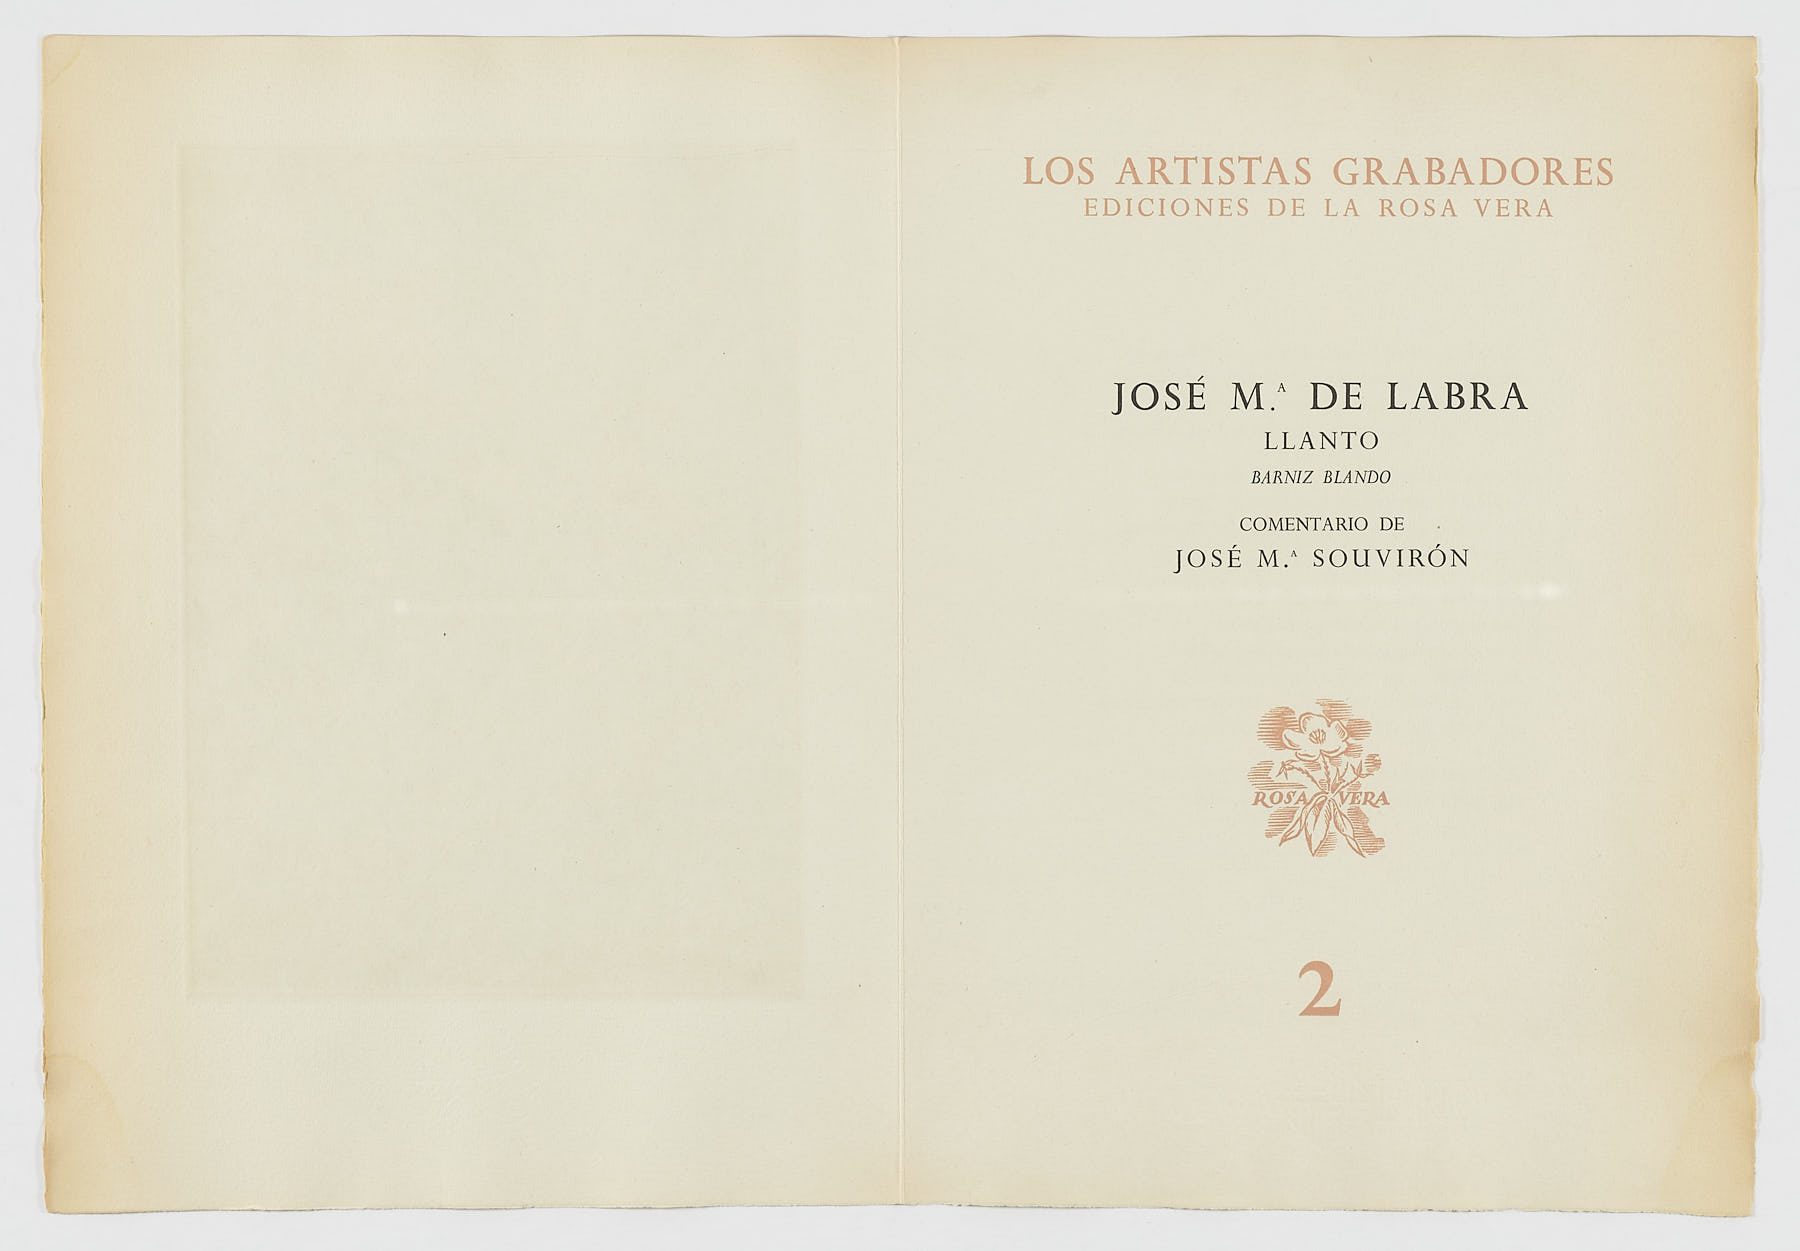 LOS ARTISTAS GRABADORES
EDICIONES DE LA ROSA VERA
JOSÉ M.ᴬ DE LABRA
LLANTO
BARNIZ BLANDO
COMENTARIO DE
JOSÉ M.ᴬ SOUVIRÓN
ROSA VERA
2